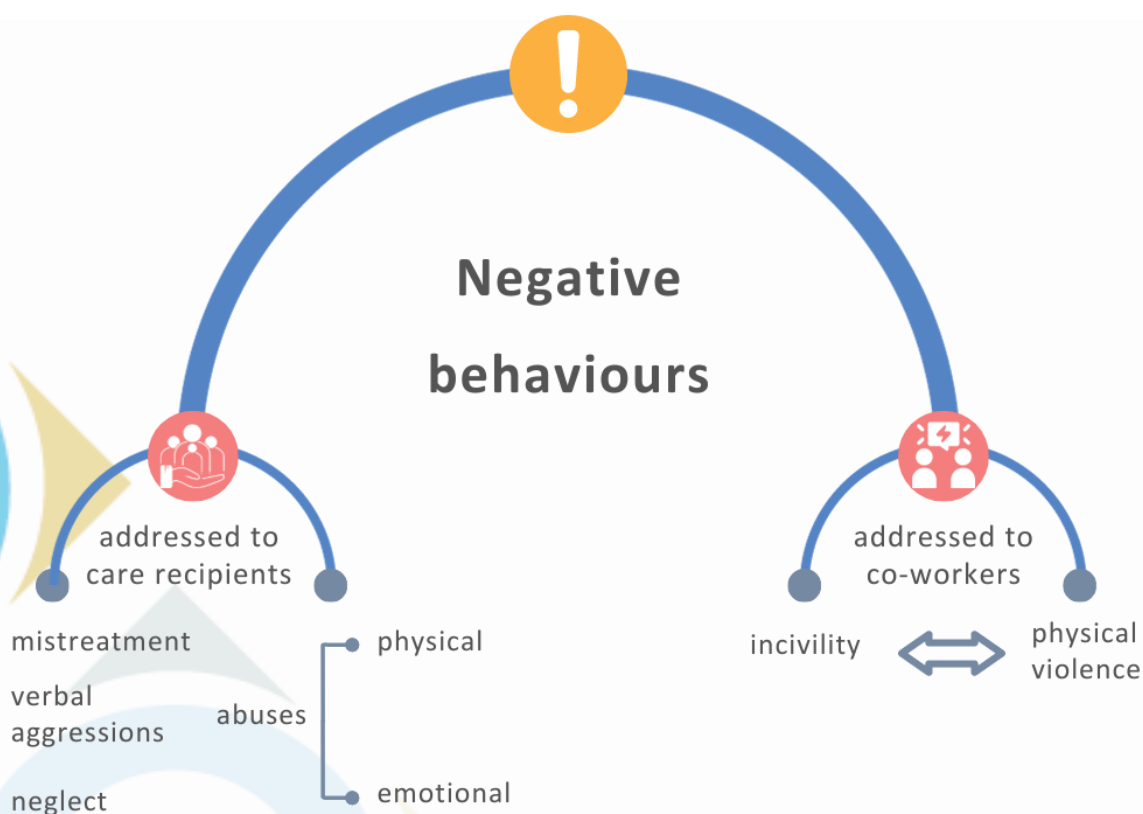 Negative
behaviours
addressed to
care recipients
mistreatment
verbal
aggressions
neglect
abuses
physical
emotional
addressed to
co-workers
incivility
physical
violence